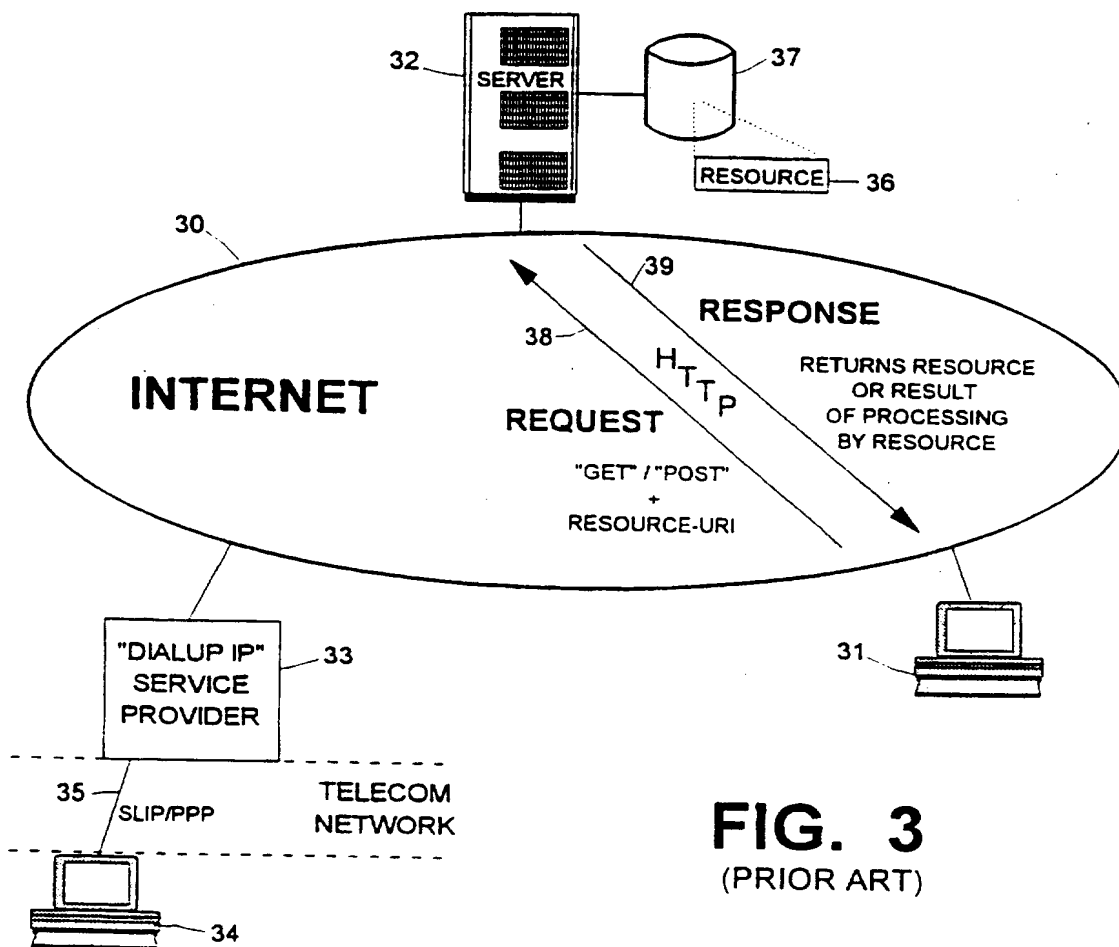 32
SERVER
37
RESOURCE
36
30
39
RESPONSE
38
HTTP
RETURNS RESOURCE
OR RESULT
OF PROCESSING
BY RESOURCE
INTERNET
REQUEST
"GET" / "POST"
+
RESOURCE-URI
"DIALUP IP"
SERVICE
PROVIDER
33
31
35
SLIP/PPP
TELECOM
NETWORK
34
FIG. 3
(PRIOR ART)